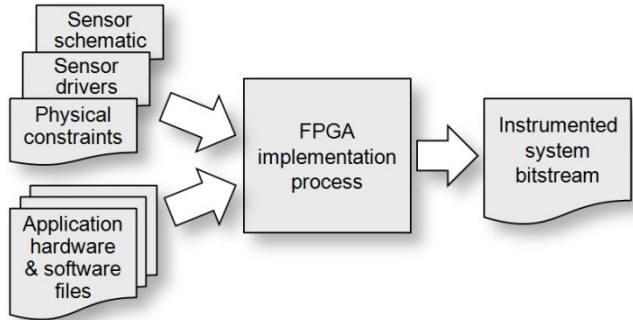 Sensor
schematic
Sensor
drivers
Physical
constraints
Application
hardware
& software
files
FPGA
implementation
process
Instrumented
system
bitstream